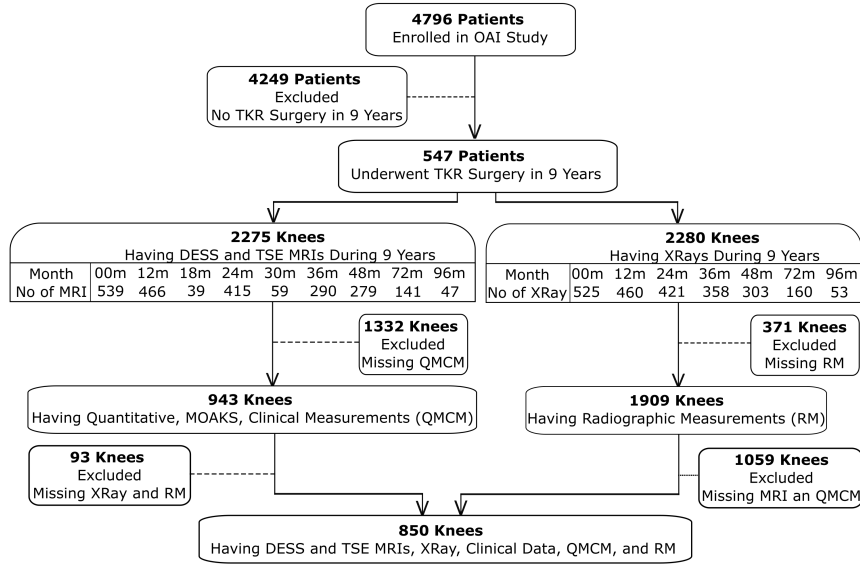 4796 Patients
Enrolled in OAI Study
4249 Patients
Excluded
No TKR Surgery in 9 Years
547 Patients
Underwent TKR Surgery in 9 Years
2275 Knees
Having DESS and TSE MRIs During 9 Years
Month 00m 12m 18m 24m 30m 36m 48m 72m 96m
No of MRI 539 466 39 415 59 290 279 141 47
2280 Knees
Having XRays During 9 Years
Month 00m 12m 24m 36m 48m 72m 96m
No of XRay 525 460 421 358 303 160 53
1332 Knees
Excluded
Missing QMCM
371 Knees
Excluded
Missing RM
943 Knees
Having Quantitative, MOAKS, Clinical Measurements (QMCM)
1909 Knees
Having Radiographic Measurements (RM)
93 Knees
Excluded
Missing XRay and RM
1059 Knees
Excluded
Missing MRI an QMCM
850 Knees
Having DESS and TSE MRIs, XRay, Clinical Data, QMCM, and RM